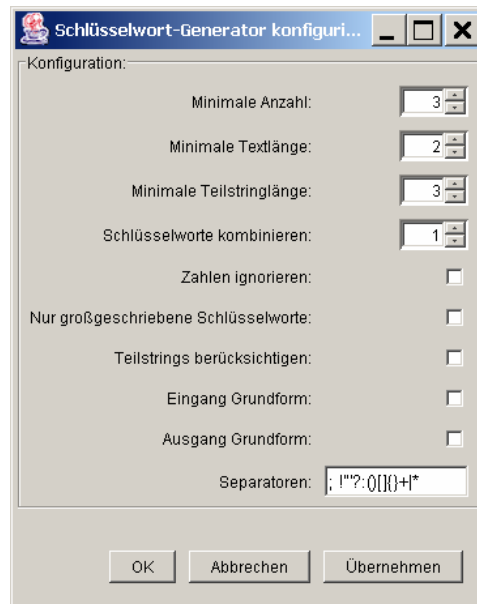 Schlüsselwort-Generator konfiguri...
Konfiguration:
Minimale Anzahl: 3
Minimale Textlänge: 2
Minimale Teilstringlänge: 3
Schlüsselworte kombinieren: 1
Zahlen ignorieren:
Nur großgeschriebene Schlüsselworte:
Teilstrings berücksichtigen:
Eingang Grundform:
Ausgang Grundform:
Separatoren: ; !"'?:()[]{}+|*
OK Abbrechen Übernehmen